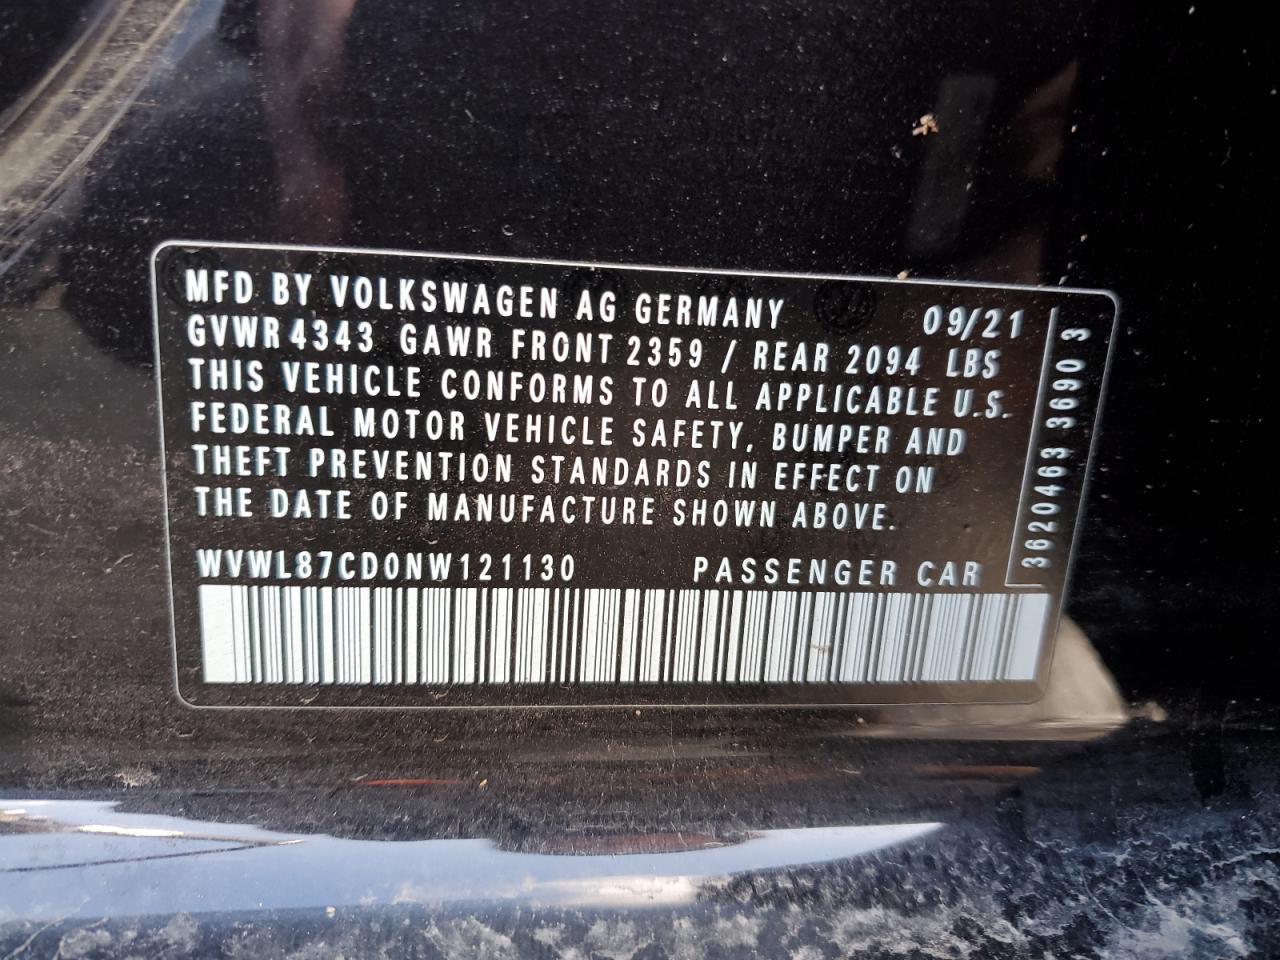 MFD BY VOLKSWAGEN AG GERMANY 09/21
GVWR 4343 GAWR FRONT 2359 / REAR 2094 LBS
THIS VEHICLE CONFORMS TO ALL APPLICABLE U.S.
FEDERAL MOTOR VEHICLE SAFETY, BUMPER AND
THEFT PREVENTION STANDARDS IN EFFECT ON
THE DATE OF MANUFACTURE SHOWN ABOVE.
WVWL87CD0NW121130 PASSENGER CAR
3620463 3690 3